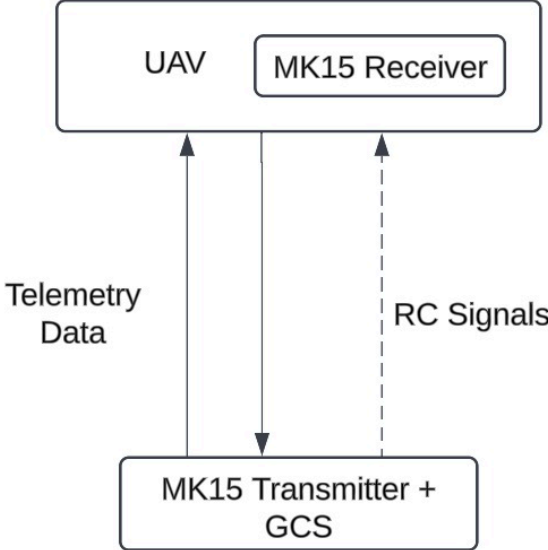 UAV
MK15 Receiver
Telemetry
Data
RC Signals
MK15 Transmitter +
GCS